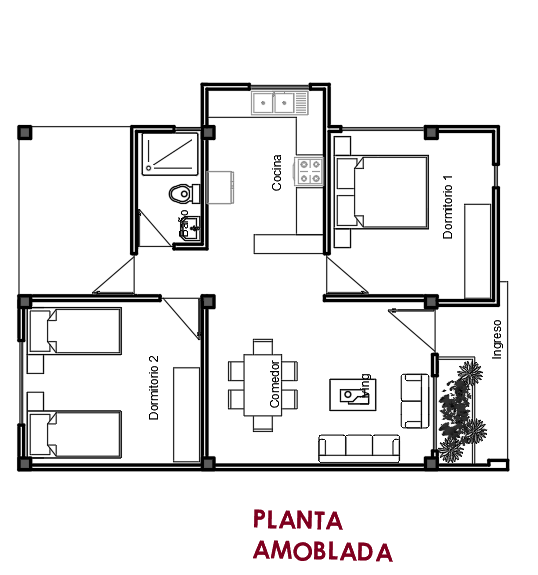 Cocina
Baño
Dormitorio 1
Ingreso
Dormitorio 2
Comedor
Living
PLANTA
AMOBLADA